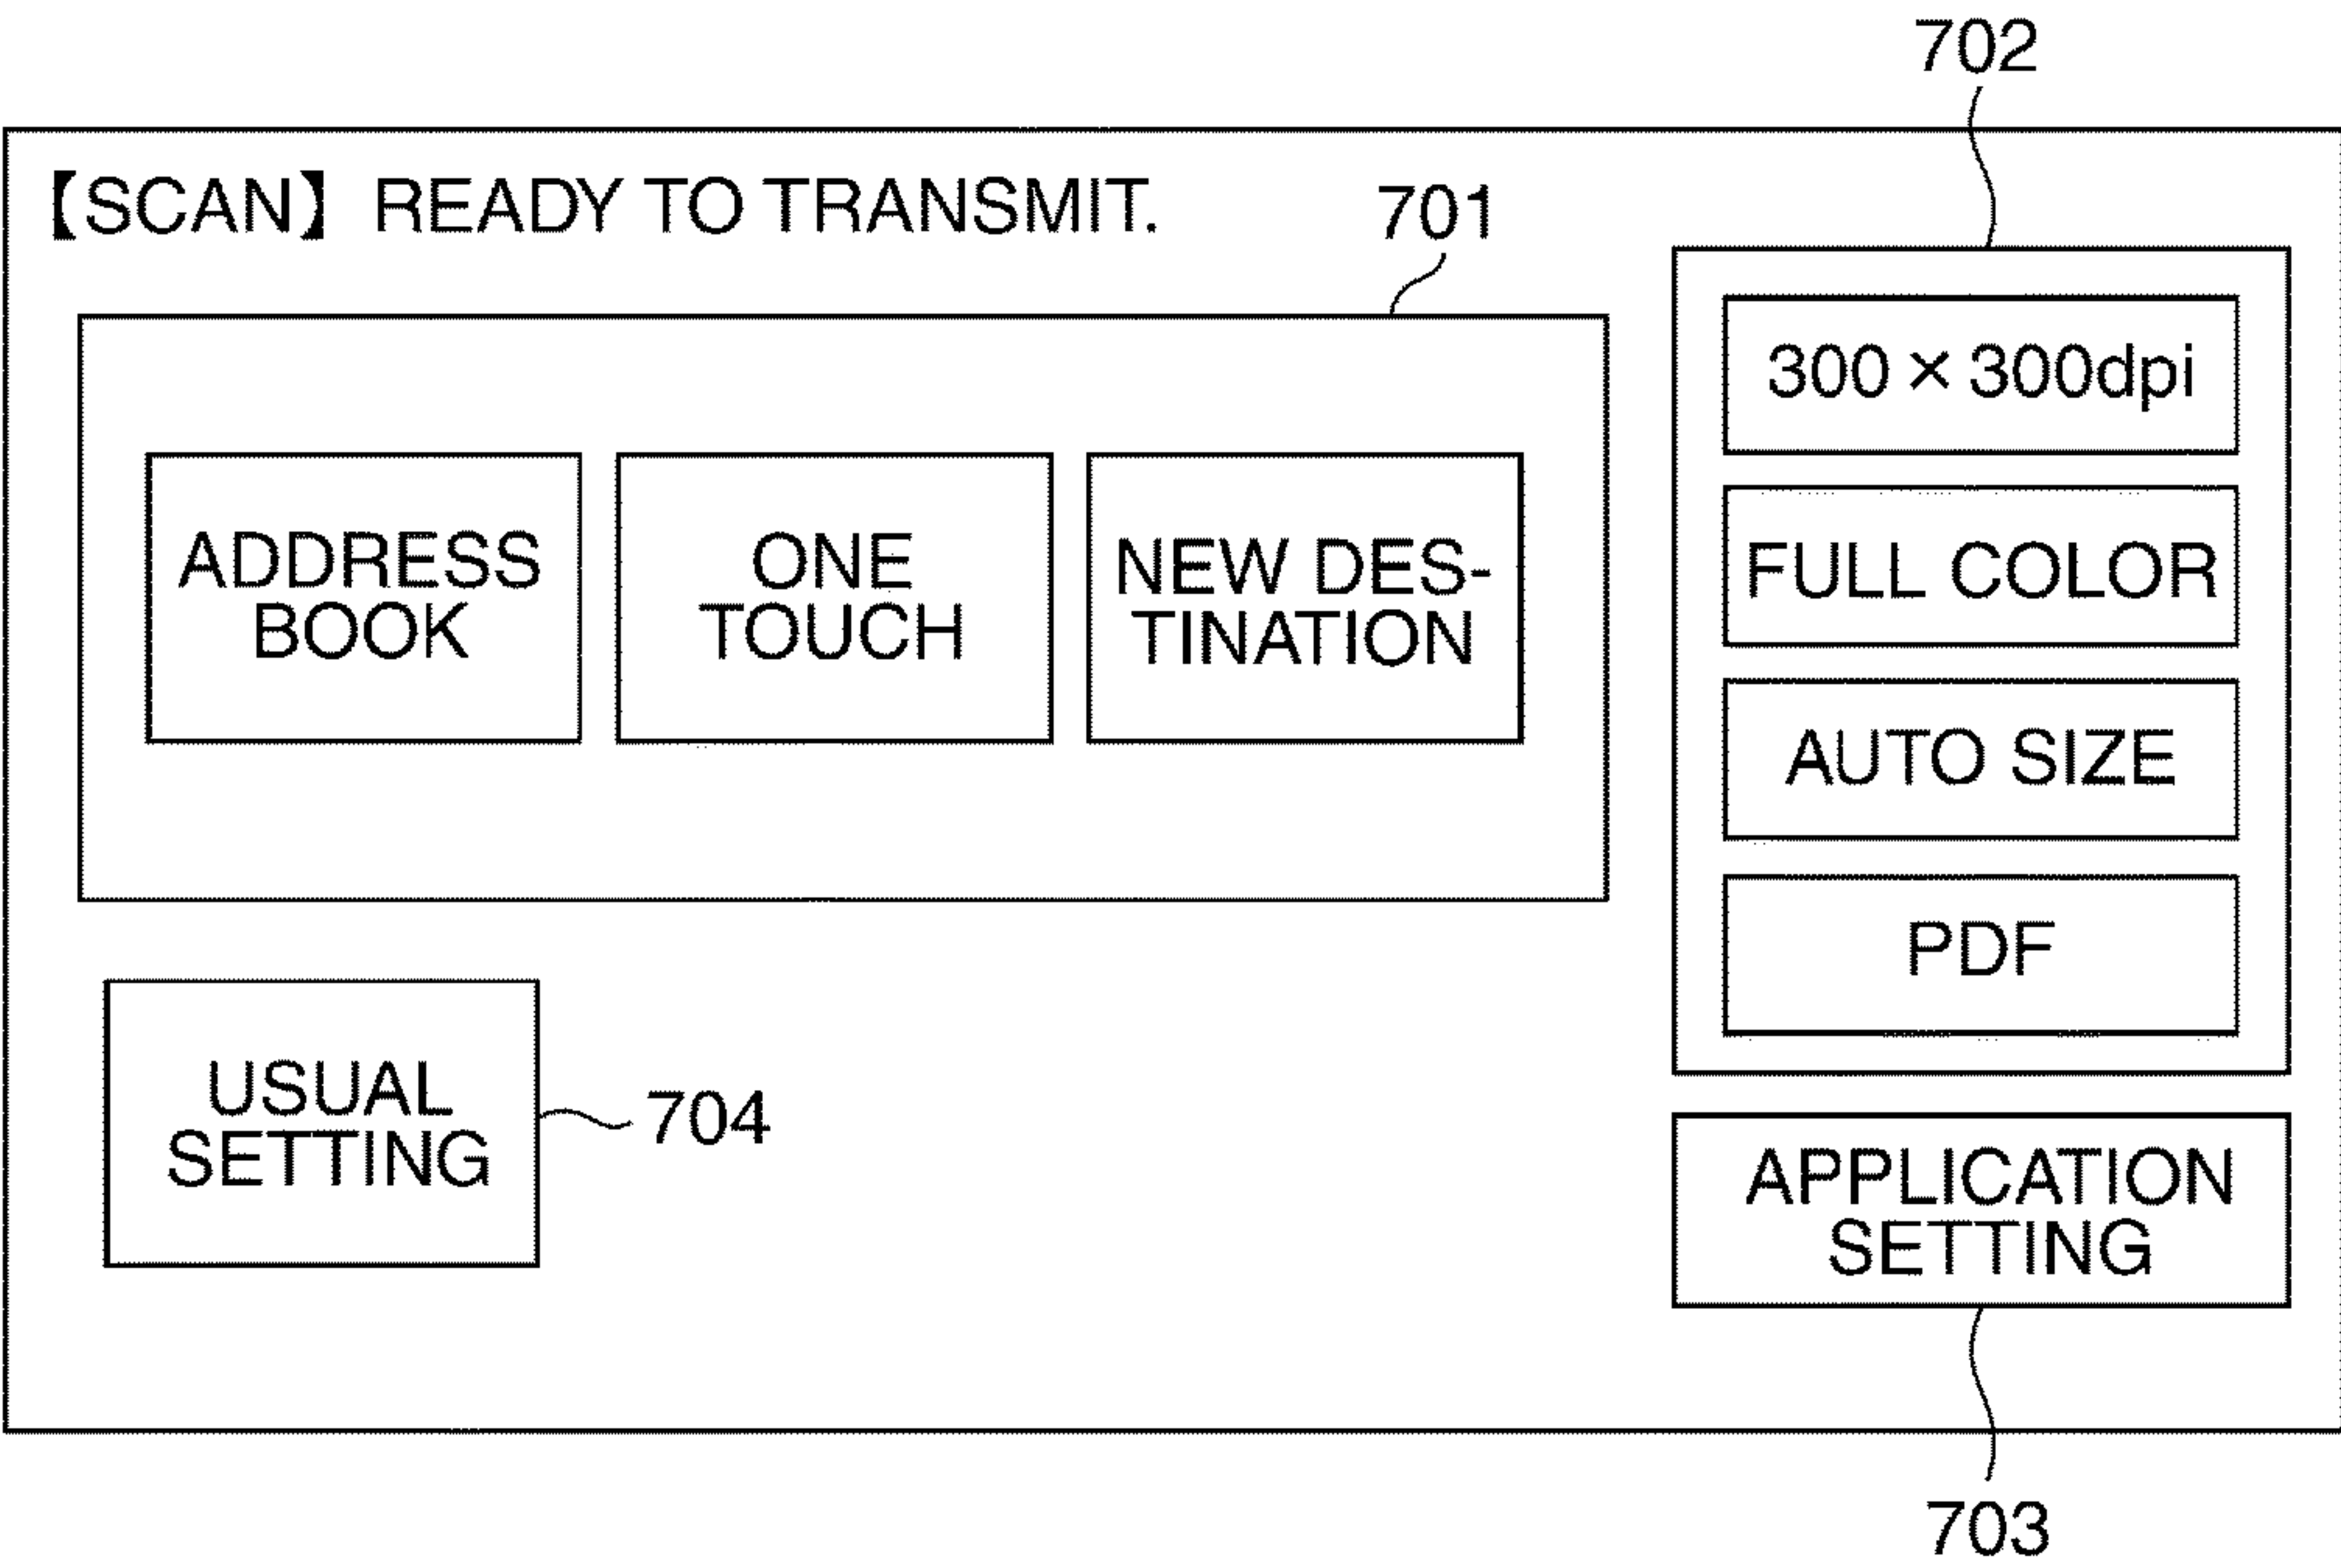 702
【SCAN】 READY TO TRANSMIT.
701
300 × 300dpi
ADDRESS
BOOK
ONE
TOUCH
NEW DES-
TINATION
FULL COLOR
AUTO SIZE
PDF
USUAL
SETTING
704
APPLICATION
SETTING
703